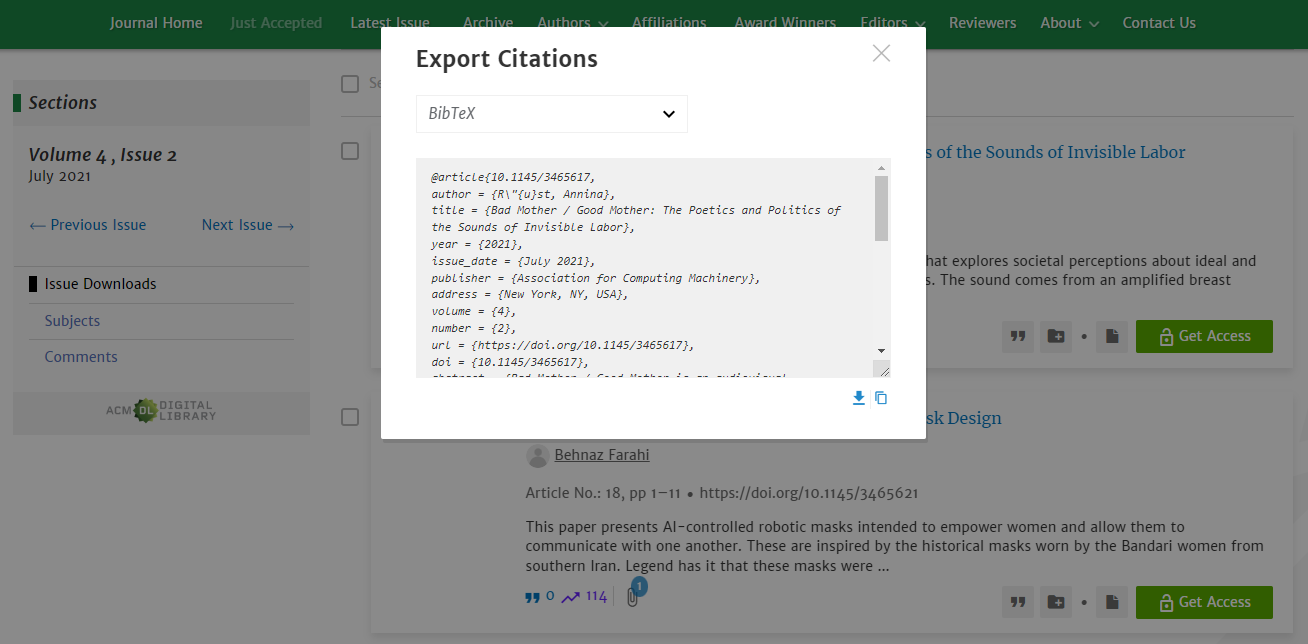 Journal Home Just Accepted Latest Issue Archive Authors Affiliations Award Winners Editors Reviewers About Contact Us
Export Citations
BibTeX
@article{10.1145/3465617,
author = {R\"{u}st, Annina},
title = {Bad Mother / Good Mother: The Poetics and Politics of
the Sounds of Invisible Labor},
year = {2021},
issue_date = {July 2021},
publisher = {Association for Computing Machinery},
address = {New York, NY, USA},
volume = {4},
number = {2},
url = {https://doi.org/10.1145/3465617},
doi = {10.1145/3465617},
Sections
Volume 4 , Issue 2
July 2021
← Previous Issue Next Issue →
Issue Downloads
Subjects
Comments
ACM DL DIGITAL
LIBRARY
s of the Sounds of Invisible Labor
hat explores societal perceptions about ideal and
s. The sound comes from an amplified breast
Get Access
sk Design
Behnaz Farahi
Article No.: 18, pp 1–11 • https://doi.org/10.1145/3465621
This paper presents AI-controlled robotic masks intended to empower women and allow them to
communicate with one another. These are inspired by the historical masks worn by the Bandari women from
southern Iran. Legend has it that these masks were ...
0 114 1
Get Access